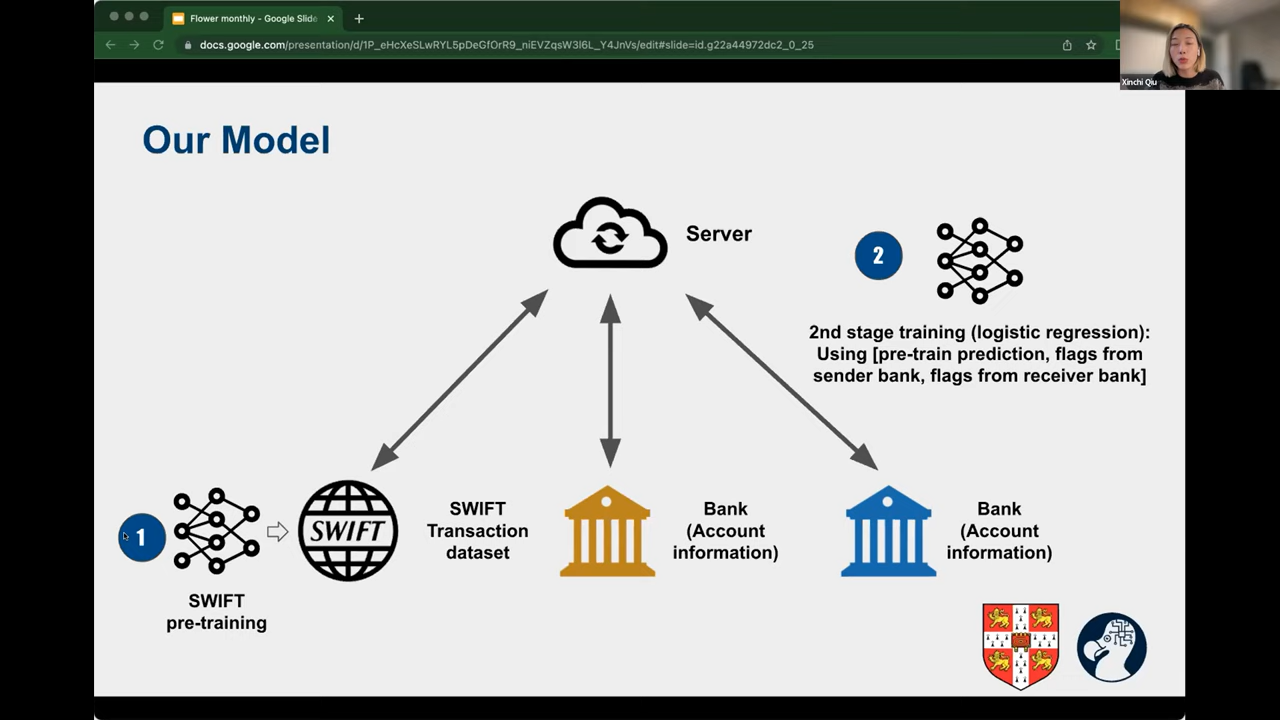 Flower monthly - Google Slide
docs.google.com/presentation/d/1P_eHcXeSLwRYL5pDeGfOrR9_niEVZqsW3l6L_Y4JnVs/edit#slide=id.g22a44972dc2_0_25
Xinchi Qiu
Our Model
Server
2
2nd stage training (logistic regression):
Using [pre-train prediction, flags from
sender bank, flags from receiver bank]
1
SWIFT
SWIFT
Transaction
dataset
Bank
(Account
information)
Bank
(Account
information)
SWIFT
pre-training